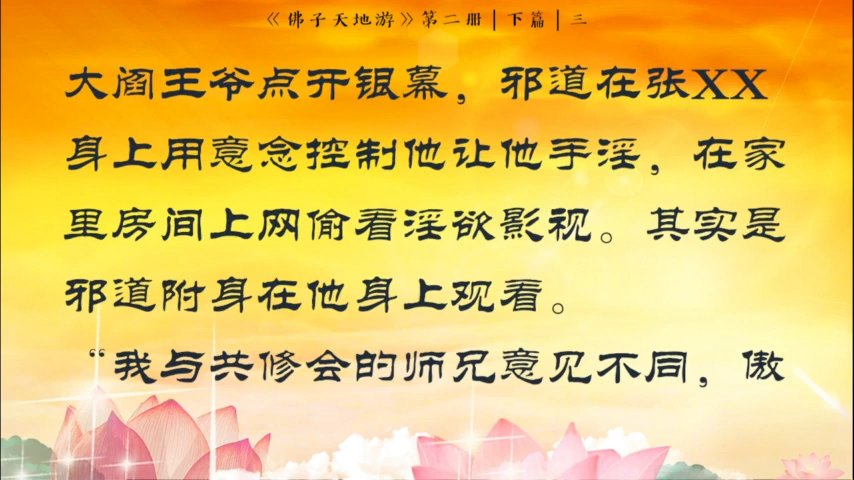 《佛子天地游》第二册|下篇|三
大阎王爷点开银幕，邪道在张XX
身上用意念控制他让他手淫，在家
里房间上网偷看淫欲影视。其实是
邪道附身在他身上观看。
“我与共修会的师兄意见不同，傲